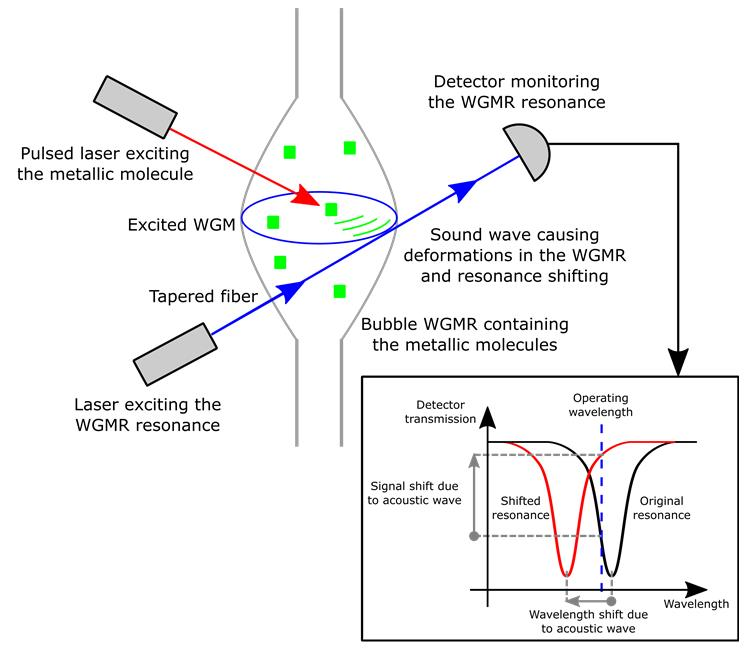 Detector monitoring
the WGMR resonance
Pulsed laser exciting
the metallic molecule
Excited WGM
Sound wave causing
deformations in the WGMR
and resonance shifting
Tapered fiber
Bubble WGMR containing
the metallic molecules
Laser exciting the
WGMR resonance
Detector
transmission
Operating
wavelength
Signal shift due
to acoustic wave
Shifted
resonance
Original
resonance
Wavelength
Wavelength shift due
to acoustic wave